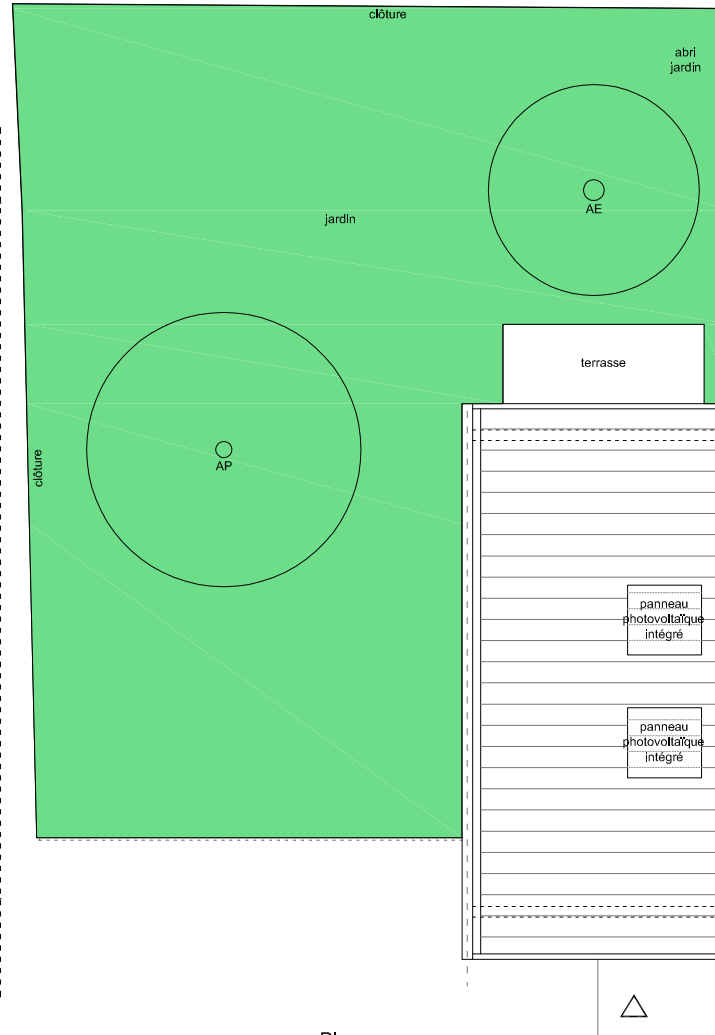 clôture
abri
jardin
AE
jardin
terrasse
AP
clôture
panneau
photovoltaïque
intégré
panneau
photovoltaïque
intégré